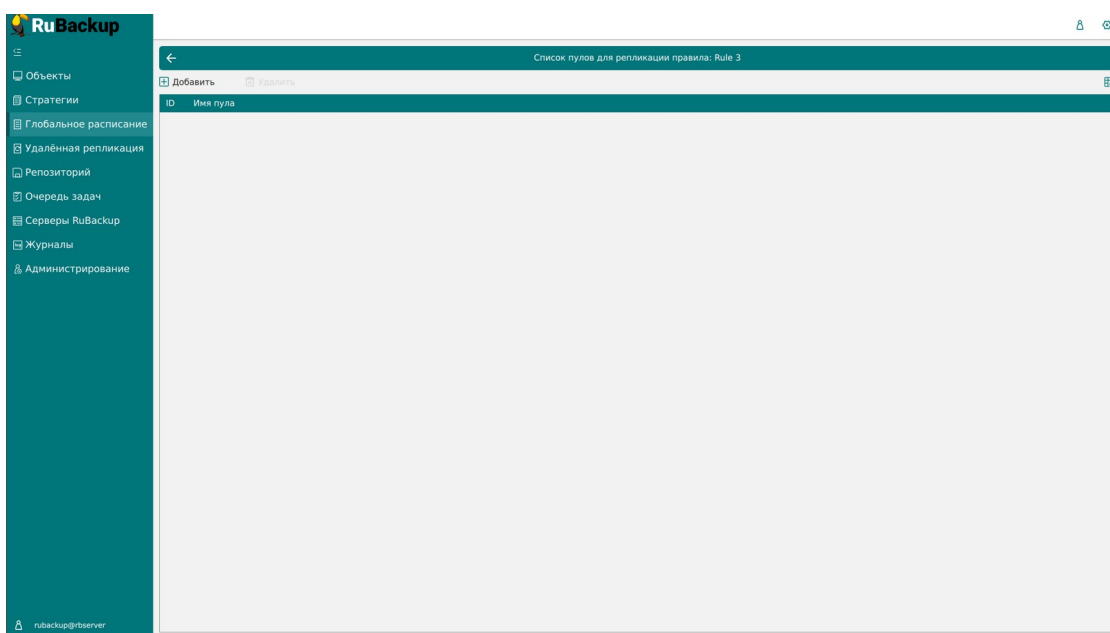 RuBackup
Список пулов для репликации правила: Rule 3
Добавить
Удалить
ID
Имя пула
Объекты
Стратегии
Глобальное расписание
Удалённая репликация
Репозиторий
Очередь задач
Серверы RuBackup
Журналы
Администрирование
rubackup@rbserver